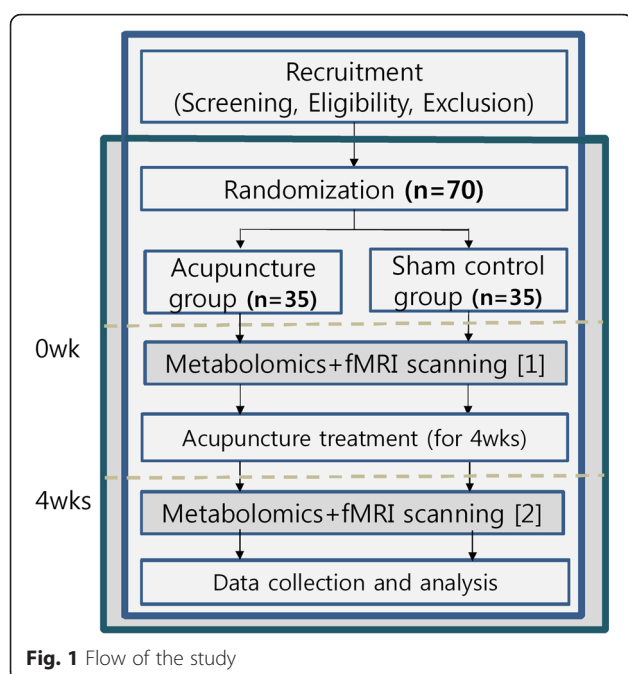 Recruitment
(Screening, Eligibility, Exclusion)
Randomization (n=70)
Acupuncture
group (n=35)
Sham control
group (n=35)
0wk
Metabolomics+fMRI scanning [1]
Acupuncture treatment (for 4wks)
4wks
Metabolomics+fMRI scanning [2]
Data collection and analysis
Fig. 1 Flow of the study